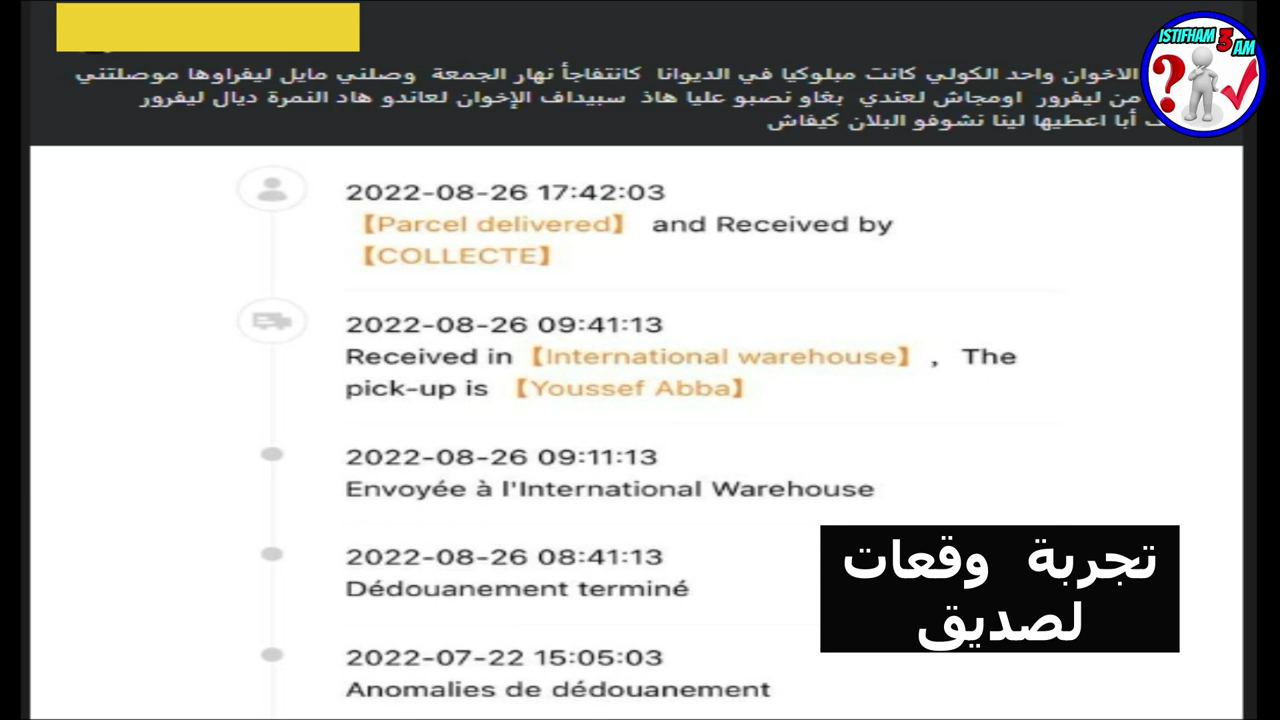 ISTIFHAM 3 AM
الاخوان واحد الكولي كانت مبلوكيا في الديوانا كانتفاجأ نهار الجمعة وصلني مايل ليفراوها موصلتني
من ليفرور اومجاش لعندي بغاو نصبو عليا هاذ سبيداف الإخوان لعاندو هاد النمرة ديال ليفرور
أبا اعطيها لينا نشوفو البلان كيفاش
2022-08-26 17:42:03
【Parcel delivered】 and Received by
【COLLECTE】
2022-08-26 09:41:13
Received in 【International warehouse】 , The
pick-up is 【Youssef Abba】
2022-08-26 09:11:13
Envoyée à l'International Warehouse
2022-08-26 08:41:13
Dédouanement terminé
2022-07-22 15:05:03
Anomalies de dédouanement
تجربة وقعات
لصديق